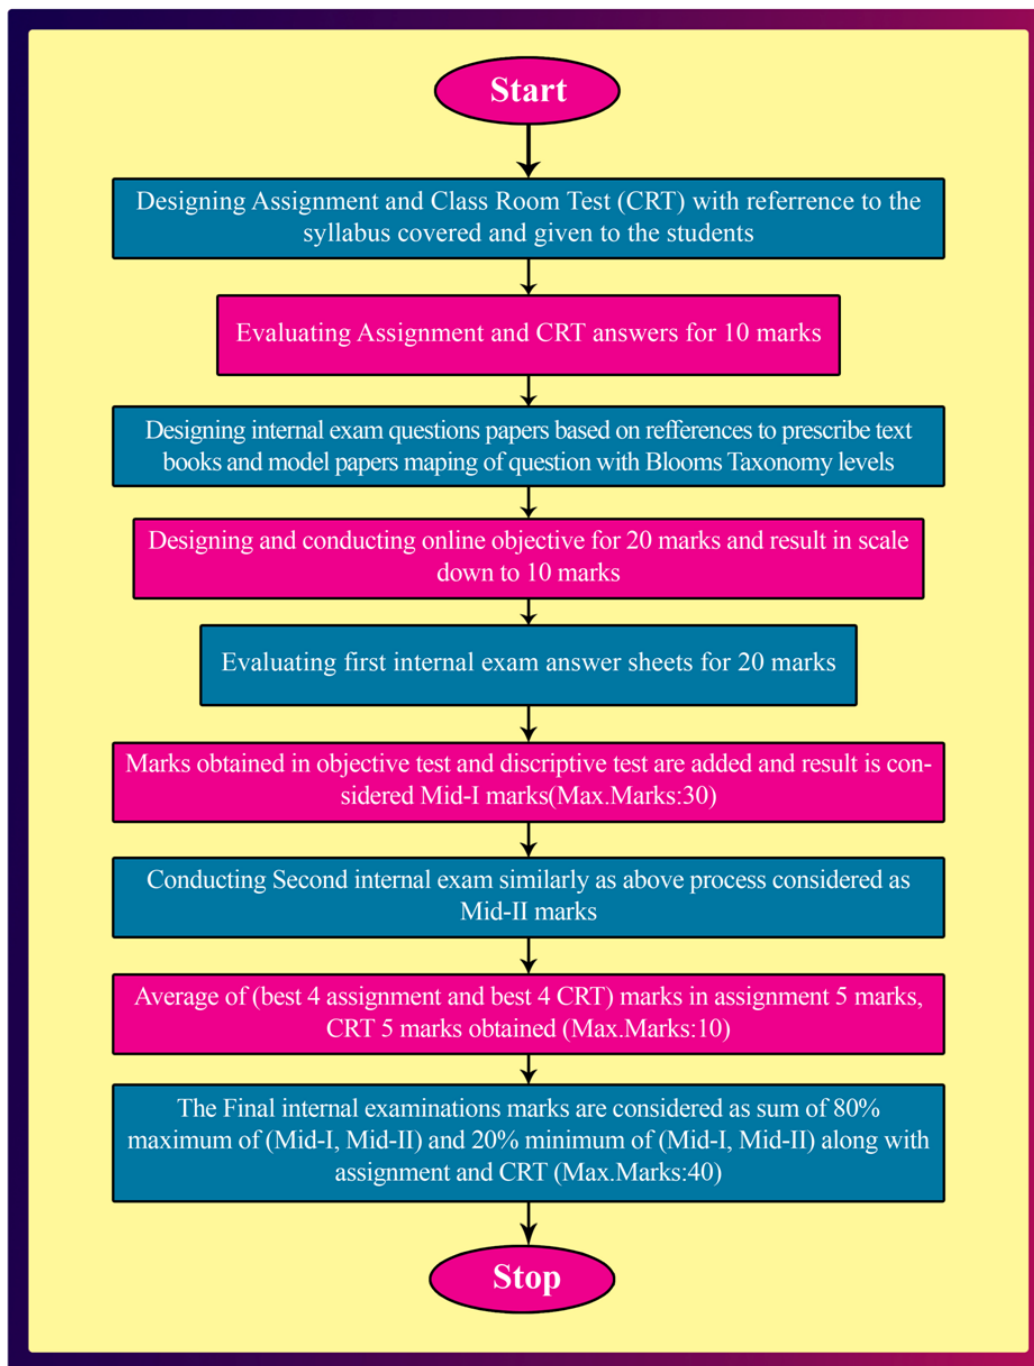 Start
Designing Assignment and Class Room Test (CRT) with referrence to the
syllabus covered and given to the students
Evaluating Assignment and CRT answers for 10 marks
Designing internal exam questions papers based on refferences to prescribe text
books and model papers maping of question with Blooms Taxonomy levels
Designing and conducting online objective for 20 marks and result in scale
down to 10 marks
Evaluating first internal exam answer sheets for 20 marks
Marks obtained in objective test and discriptive test are added and result is con-
sidered Mid-I marks(Max.Marks:30)
Conducting Second internal exam similarly as above process considered as
Mid-II marks
Average of (best 4 assignment and best 4 CRT) marks in assignment 5 marks,
CRT 5 marks obtained (Max.Marks:10)
The Final internal examinations marks are considered as sum of 80%
maximum of (Mid-I, Mid-II) and 20% minimum of (Mid-I, Mid-II) along with
assignment and CRT (Max.Marks:40)
Stop